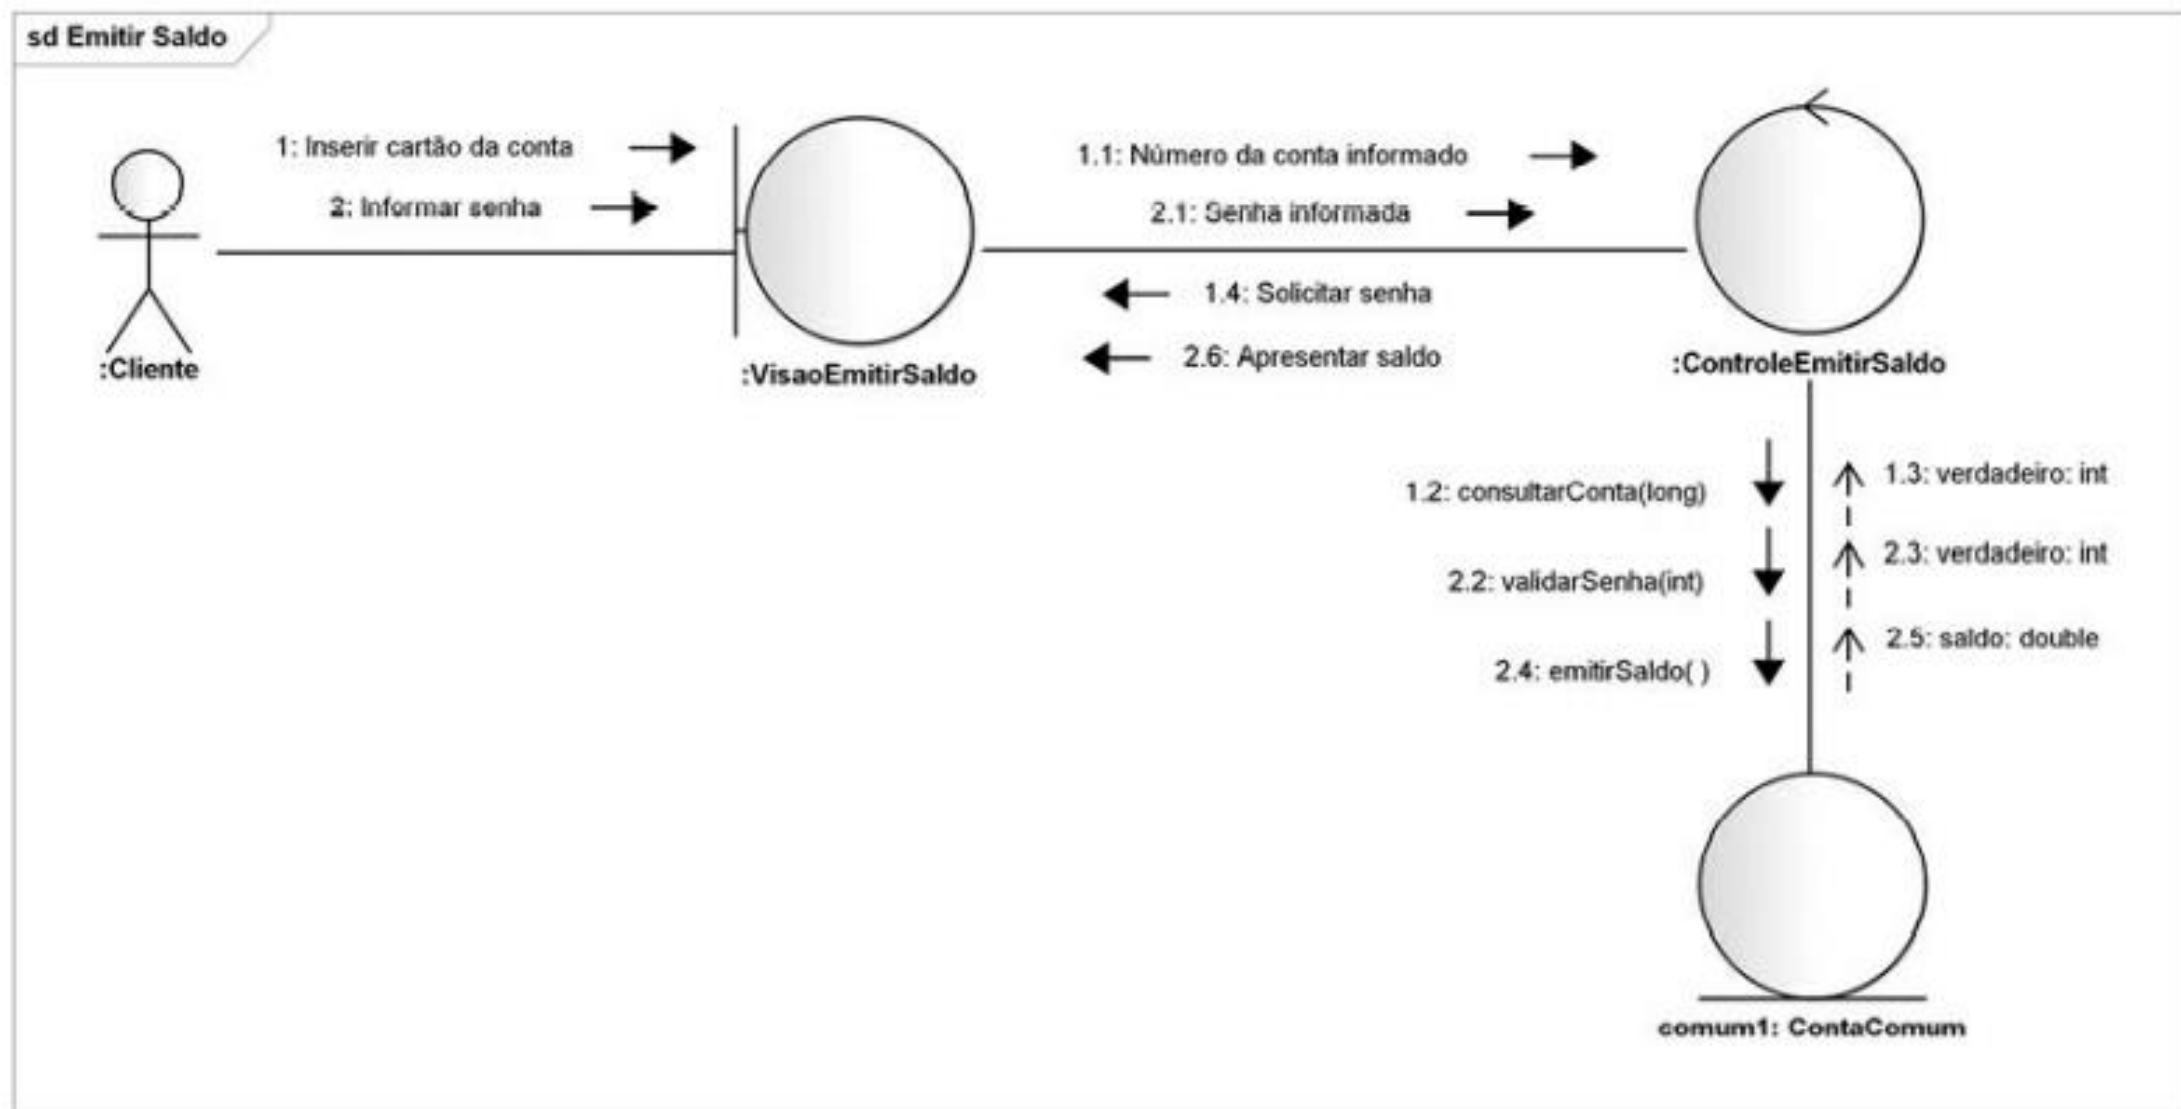 sd Emitir Saldo
1: Inserir cartão da conta
2: Informar senha
1.1: Número da conta informado
2.1: Senha informada
1.4: Solicitar senha
2.6: Apresentar saldo
:Cliente
:VisaoEmitirSaldo
:ControleEmitirSaldo
1.2: consultarConta(long)
1.3: verdadeiro: int
2.2: validarSenha(int)
2.3: verdadeiro: int
2.4: emitirSaldo( )
2.5: saldo: double
comum1: ContaComum